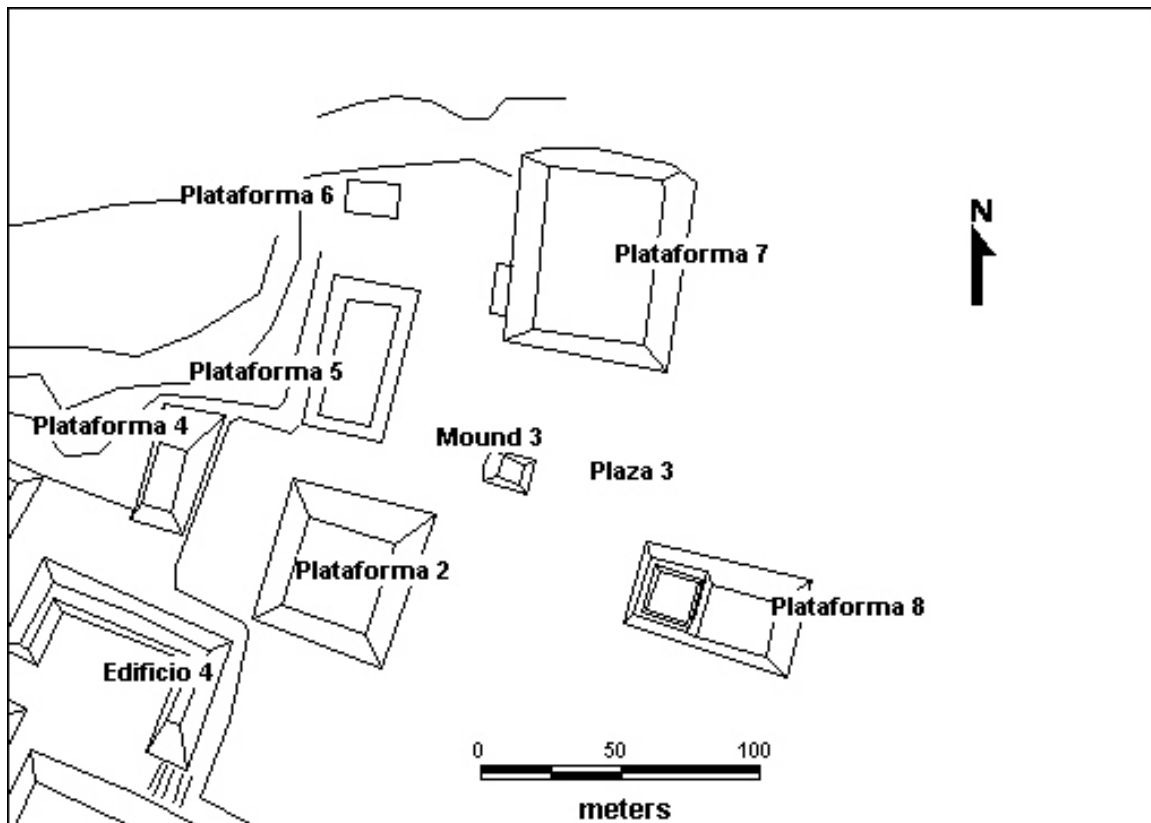 Plataforma 6
N
Plataforma 7
Plataforma 5
Plataforma 4
Mound 3
Plaza 3
Plataforma 2
Plataforma 8
Edificio 4
0 50 100
meters